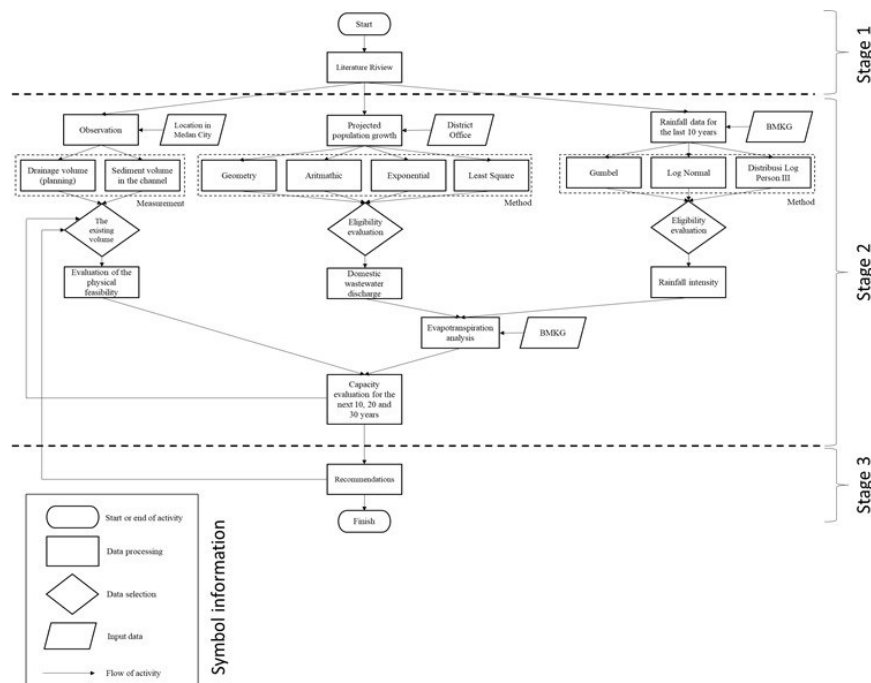 Start
Literature Riview
Stage 1
Observation
Location in
Medan City
Projected
population growth
District
Office
Rainfall data for
the last 10 years
BMKG
Drainage volume
(planning)
Sediment volume
in the channel
Measurement
Geometry
Aritmathic
Exponential
Least Square
Method
Gumbel
Log Normal
Distribusi Log
Person III
Method
The
existing
volume
Eligibility
evaluation
Eligibility
evaluation
Evaluation of the
physical
feasibility
Domestic
wastewater
discharge
Rainfall intensity
Evapotranspiration
analysis
BMKG
Capacity
evaluation for the
next 10, 20 and
30 years
Stage 2
Recommendations
Finish
Stage 3
Start or end of activity
Data processing
Data selection
Input data
Flow of activity
Symbol information